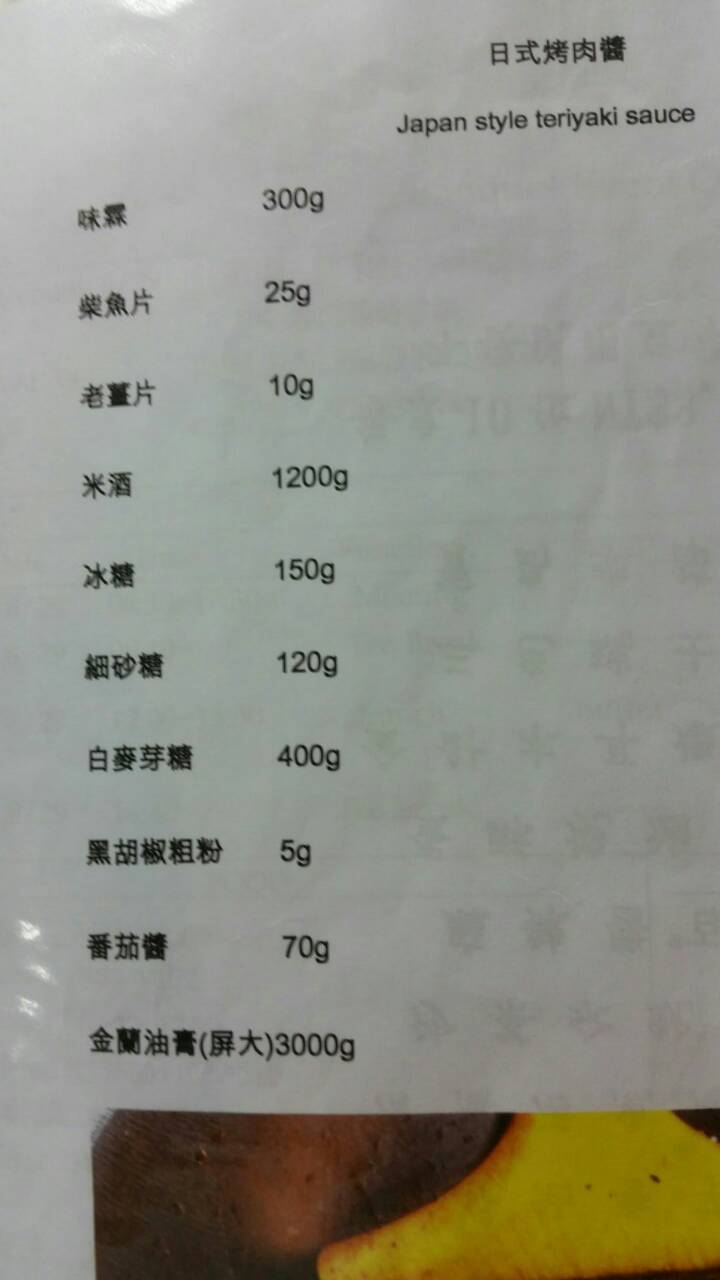 日式烤肉醬
Japan style teriyaki sauce
味霖 300g
柴魚片 25g
老薑片 10g
米酒 1200g
冰糖 150g
細砂糖 120g
白麥芽糖 400g
黑胡椒粗粉 5g
番茄醬 70g
金蘭油膏(屏大)3000g